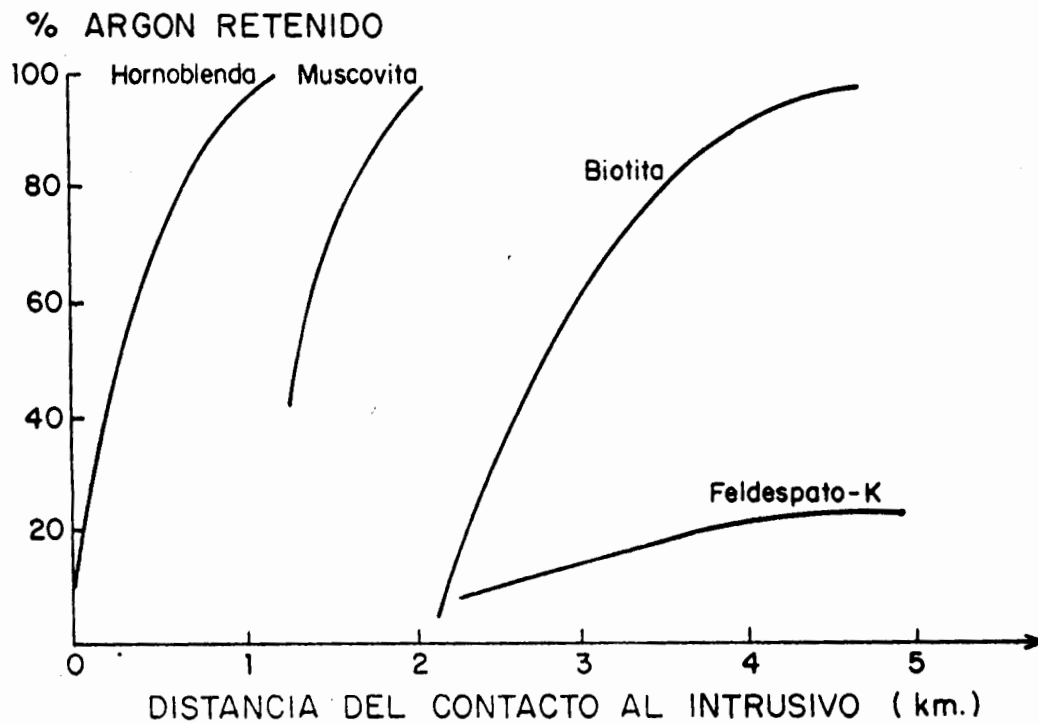 % ARGON RETENIDO
100
Hornoblenda
Muscovita
80
Biotita
60
40
Feldespato-K
20
0 1 2 3 4 5
DISTANCIA DEL CONTACTO AL INTRUSIVO (km.)